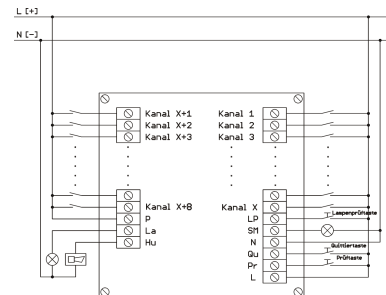 L [+]
N [−]
Kanal X+1 Kanal 1
Kanal X+2 Kanal 2
Kanal X+3 Kanal 3
Kanal X
Kanal X+8 LP Lampenprüftaste
P SM
La N
Hu Qu Quittiertaste
Pr Prüftaste
L